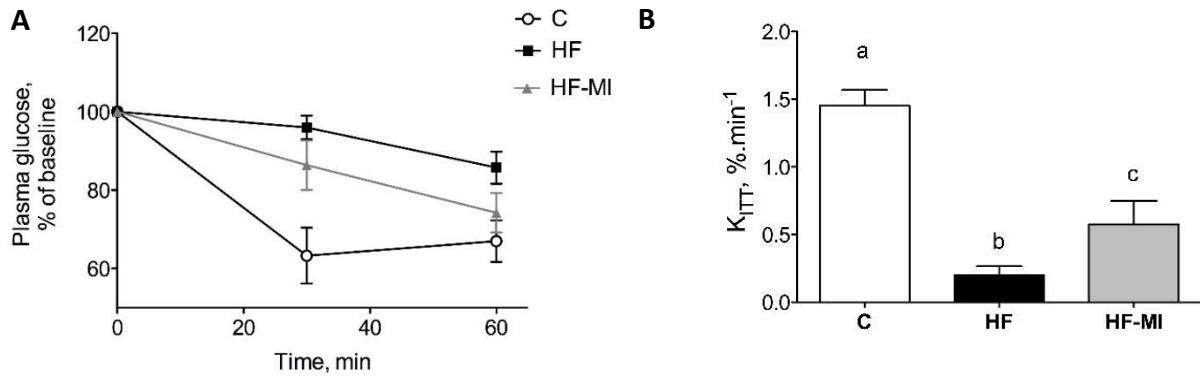 A
Plasma glucose,
% of baseline
120
100
80
60
0
20
40
60
Time, min
C
HF
HF-MI
B
K_ITT, %.min⁻¹
2.0
1.5
1.0
0.5
0.0
a
b
c
C
HF
HF-MI